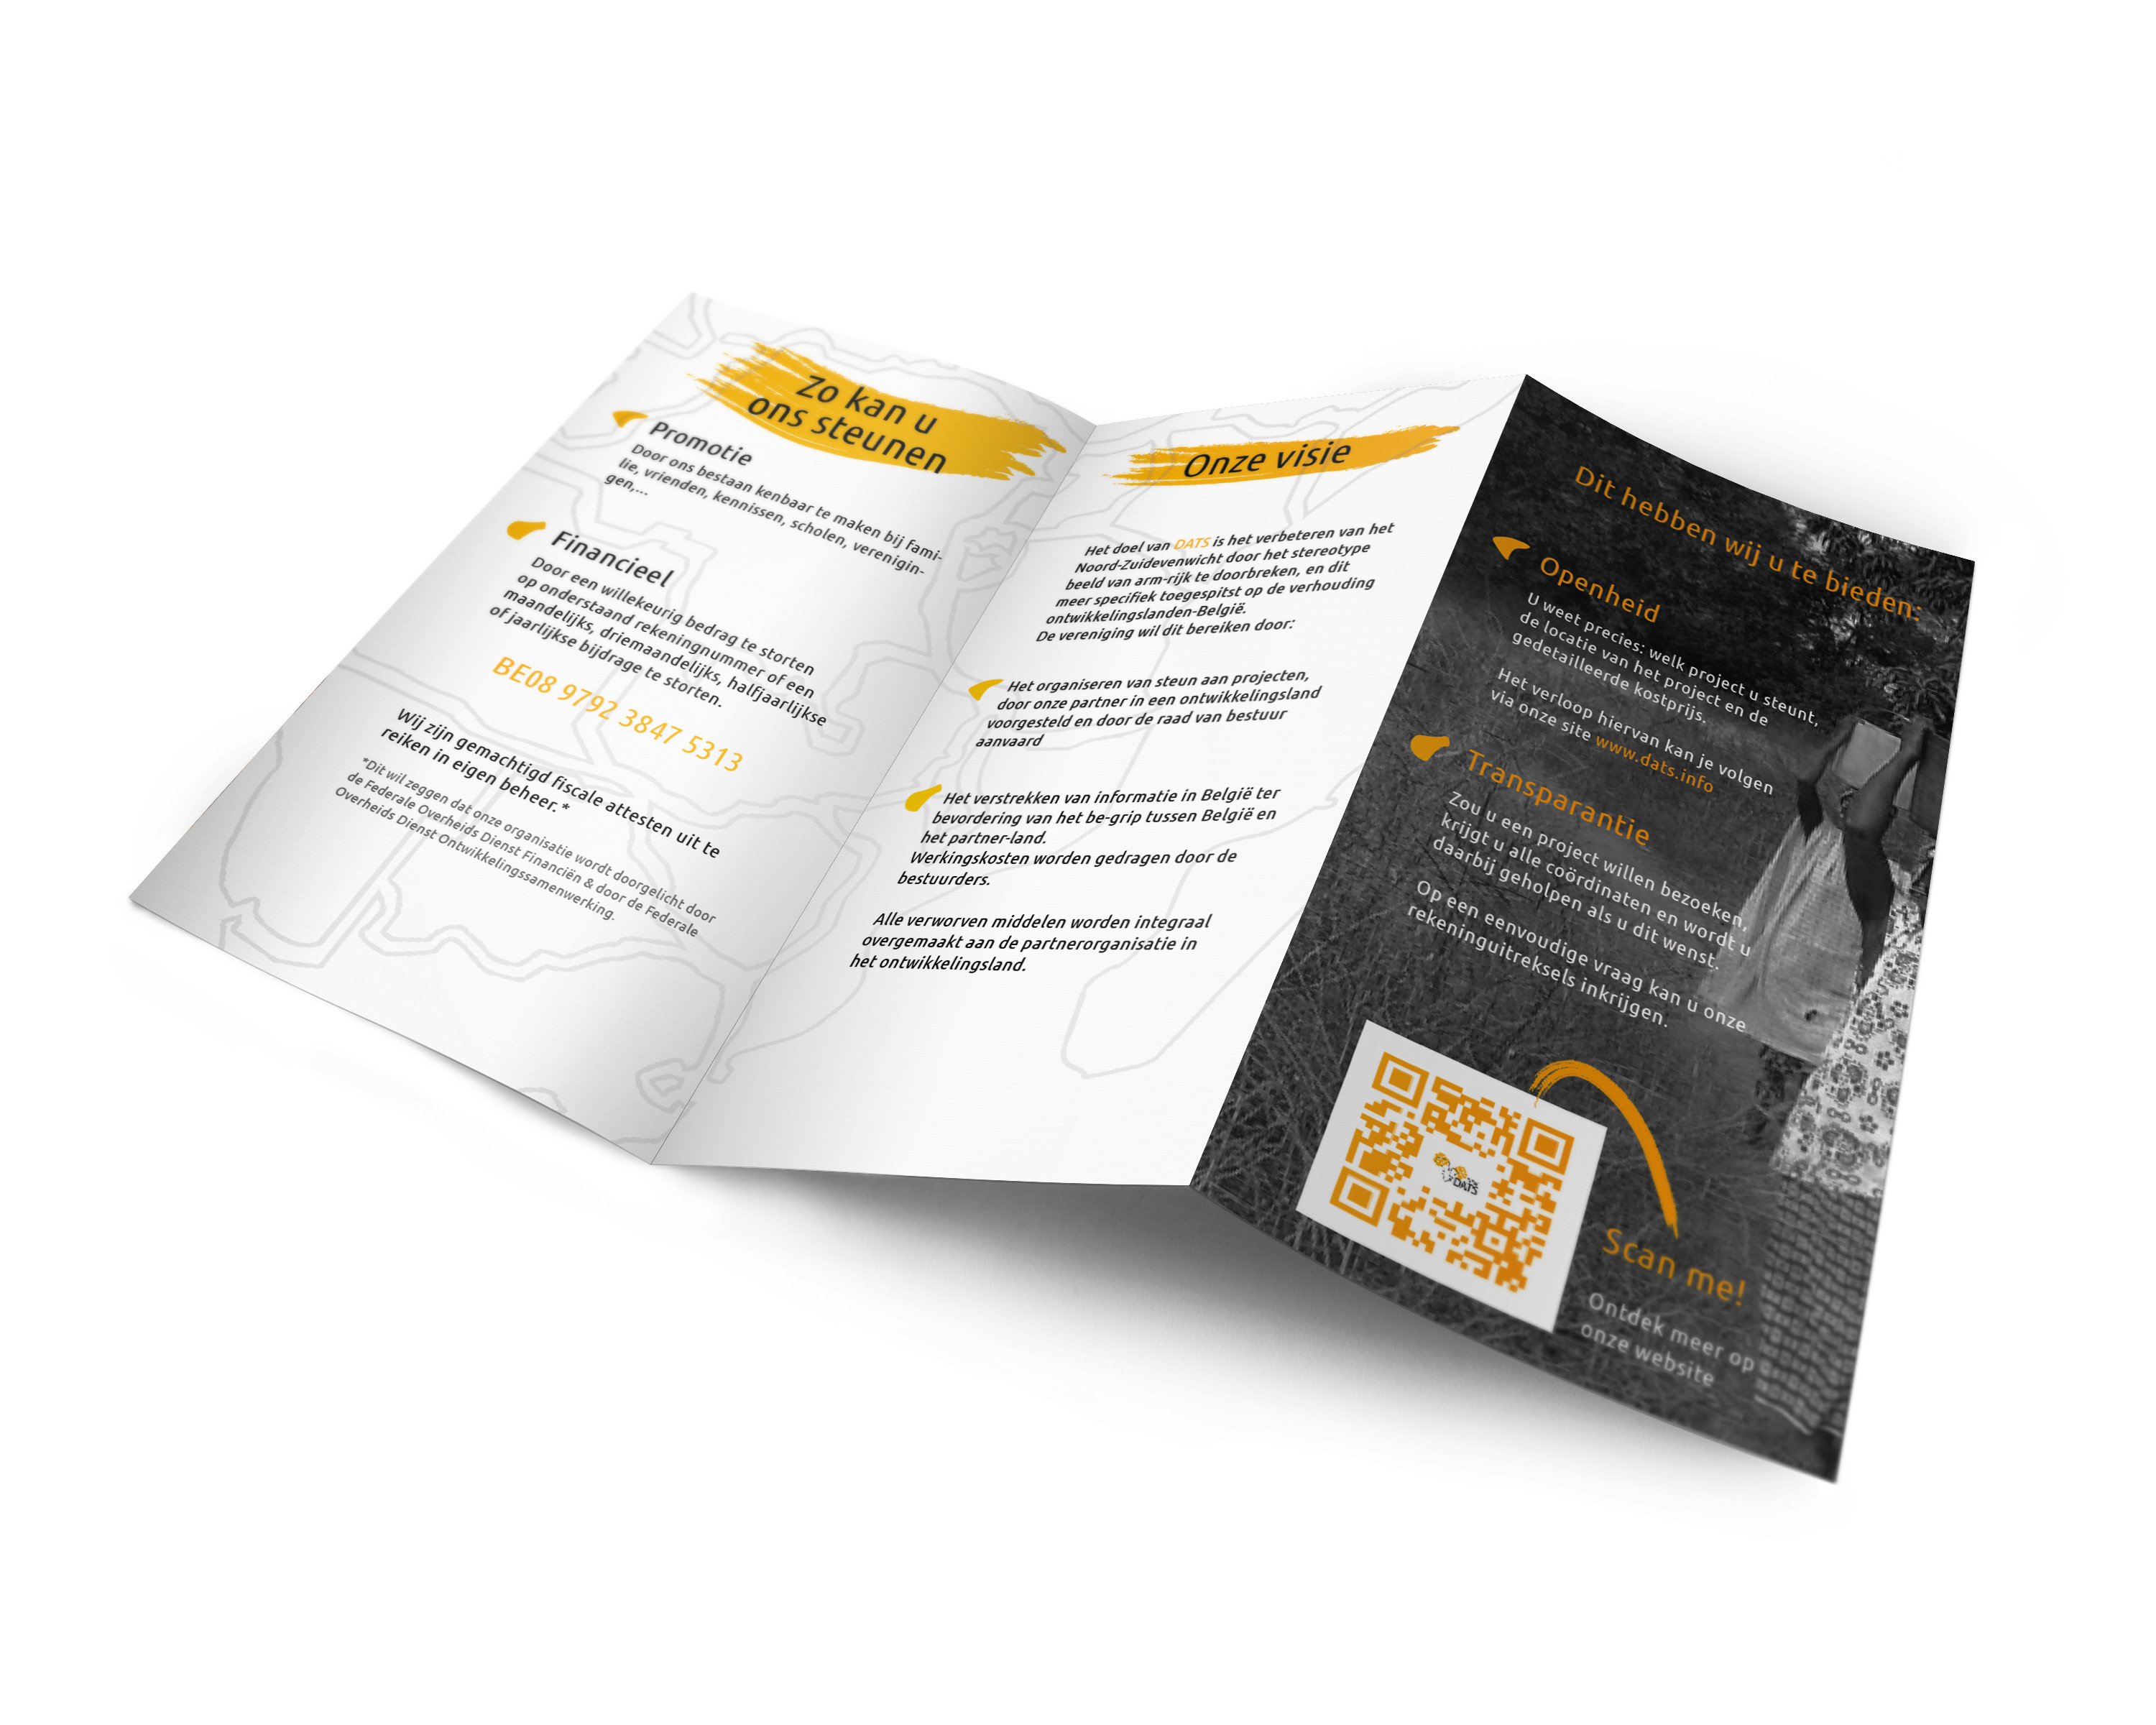 Zo kan u
ons steunen
Promotie
Door ons bestaan kenbaar te maken bij fami-
lie, vrienden, kennissen, scholen, verenigin-
gen,...
Financieel
Door een willekeurig bedrag te storten
op onderstaand rekeningnummer of een
maandelijks, driemaandelijks, halfjaarlijkse
of jaarlijkse bijdrage te storten.
BE08 9792 3847 5313
Wij zijn gemachtigd fiscale attesten uit te
reiken in eigen beheer. *
*Dit wil zeggen dat onze organisatie wordt doorgelicht door
de Federale Overheids Dienst Financiën & door de Federale
Overheids Dienst Ontwikkelingssamenwerking.
Onze visie
Het doel van DATS is het verbeteren van het
Noord-Zuidevenwicht door het stereotype
beeld van arm-rijk te doorbreken, en dit
meer specifiek toegespitst op de verhouding
ontwikkelingslanden-België.
De vereniging wil dit bereiken door:
Het organiseren van steun aan projecten,
door onze partner in een ontwikkelingsland
voorgesteld en door de raad van bestuur
aanvaard
Het verstrekken van informatie in België ter
bevordering van het be-grip tussen België en
het partner-land.
Werkingskosten worden gedragen door de
bestuurders.
Alle verworven middelen worden integraal
overgemaakt aan de partnerorganisatie in
het ontwikkelingsland.
Dit hebben wij u te bieden:
Openheid
U weet precies: welk project u steunt,
de locatie van het project en de
gedetailleerde kostprijs.
Het verloop hiervan kan je volgen
via onze site www.dats.info
Transparantie
Zou u een project willen bezoeken,
krijgt u alle coördinaten en wordt u
daarbij geholpen als u dit wenst.
Op een eenvoudige vraag kan u onze
rekeninguitreksels inkrijgen.
DATS
Scan me!
Ontdek meer op
onze website